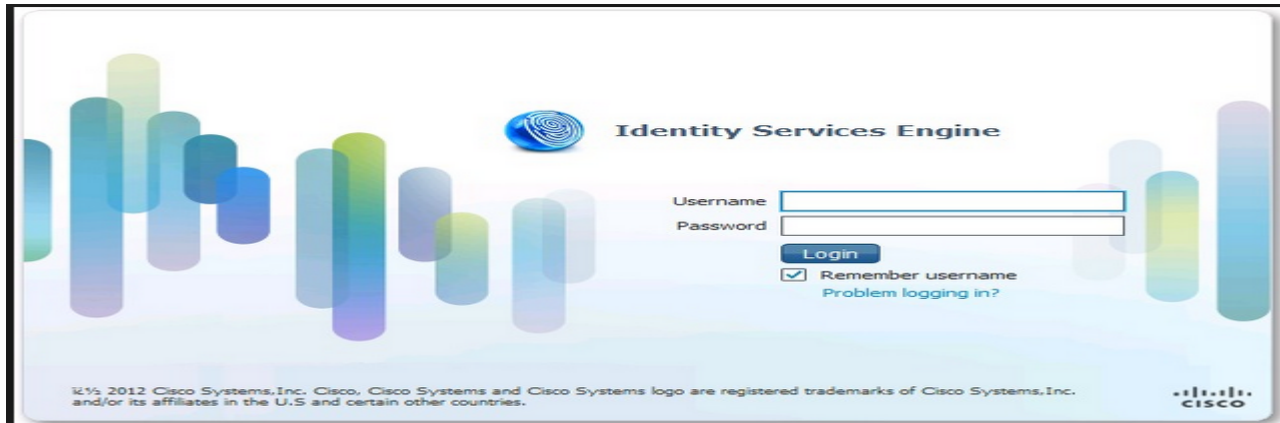 Identity Services Engine
Username
Password
Login
Remember username
Problem logging in?
ï¿½ 2012 Cisco Systems,Inc. Cisco, Cisco Systems and Cisco Systems logo are registered trademarks of Cisco Systems,Inc.
and/or its affiliates in the U.S and certain other countries.
CISCO